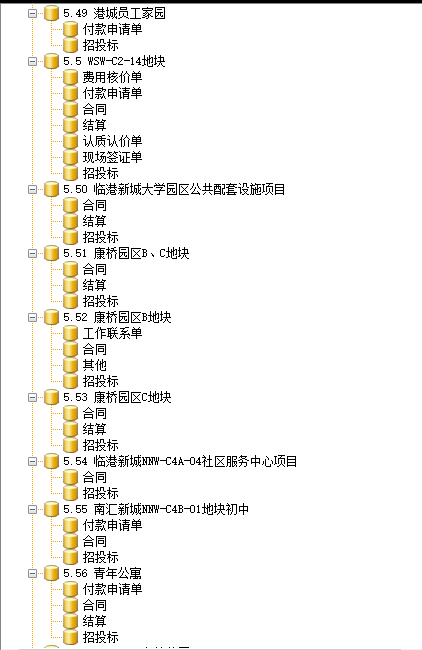 5.49 港城员工家园
付款申请单
招投标
5.5 WSW-C2-14地块
费用核价单
付款申请单
合同
结算
认质认价单
现场签证单
招投标
5.50 临港新城大学园区公共配套设施项目
合同
结算
招投标
5.51 康桥园区B、C地块
合同
结算
招投标
5.52 康桥园区B地块
工作联系单
合同
其他
招投标
5.53 康桥园区C地块
合同
结算
招投标
5.54 临港新城NNW-C4A-04社区服务中心项目
合同
招投标
5.55 南汇新城NNW-C4B-01地块初中
付款申请单
合同
招投标
5.56 青年公寓
付款申请单
合同
结算
招投标